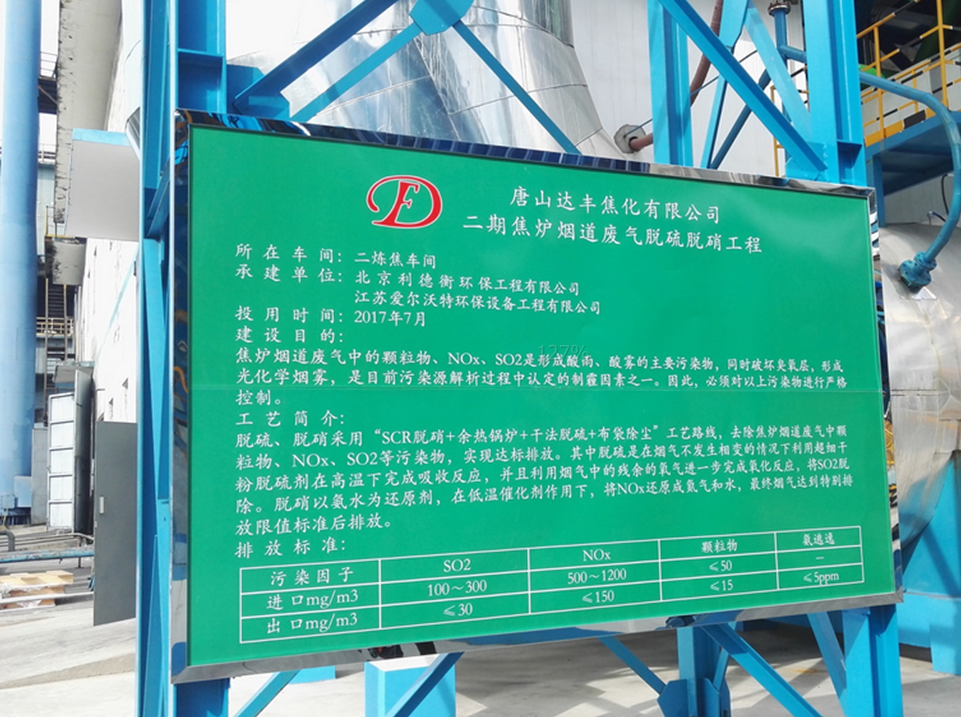 唐山达丰焦化有限公司
二期焦炉烟道废气脱硫脱硝工程
所在车间：二炼焦车间
承建单位：北京利德衡环保工程有限公司
江苏爱尔沃特环保设备工程有限公司
投用时间：2017年7月
建设目的：
焦炉烟道废气中的颗粒物、NOx、SO2是形成酸雨、酸雾的主要污染物，同时破坏臭氧层，形成
光化学烟雾，是目前污染源解析过程中认定的制霾因素之一。因此，必须对以上污染物进行严格
控制。
工艺简介：
脱硫、脱硝采用“SCR脱硝+余热锅炉+干法脱硫+布袋除尘”工艺路线，去除焦炉烟道废气中颗
粒物、NOx、SO2等污染物，实现达标排放。其中脱硫是在烟气不发生相变的情况下利用超细干
粉脱硫剂在高温下完成吸收反应，并且利用烟气中的残余的氧气进一步完成氧化反应，将SO2脱
除。脱硝以氨水为还原剂，在低温催化剂作用下，将NOx还原成氮气和水，最终烟气达到特别排
放限值标准后排放。
排放标准：
污染因子 SO2 NOx 颗粒物 氨逃逸
进口mg/m3 100～300 500～1200 ≤50 —
出口mg/m3 ≤30 ≤150 ≤15 ≤5ppm